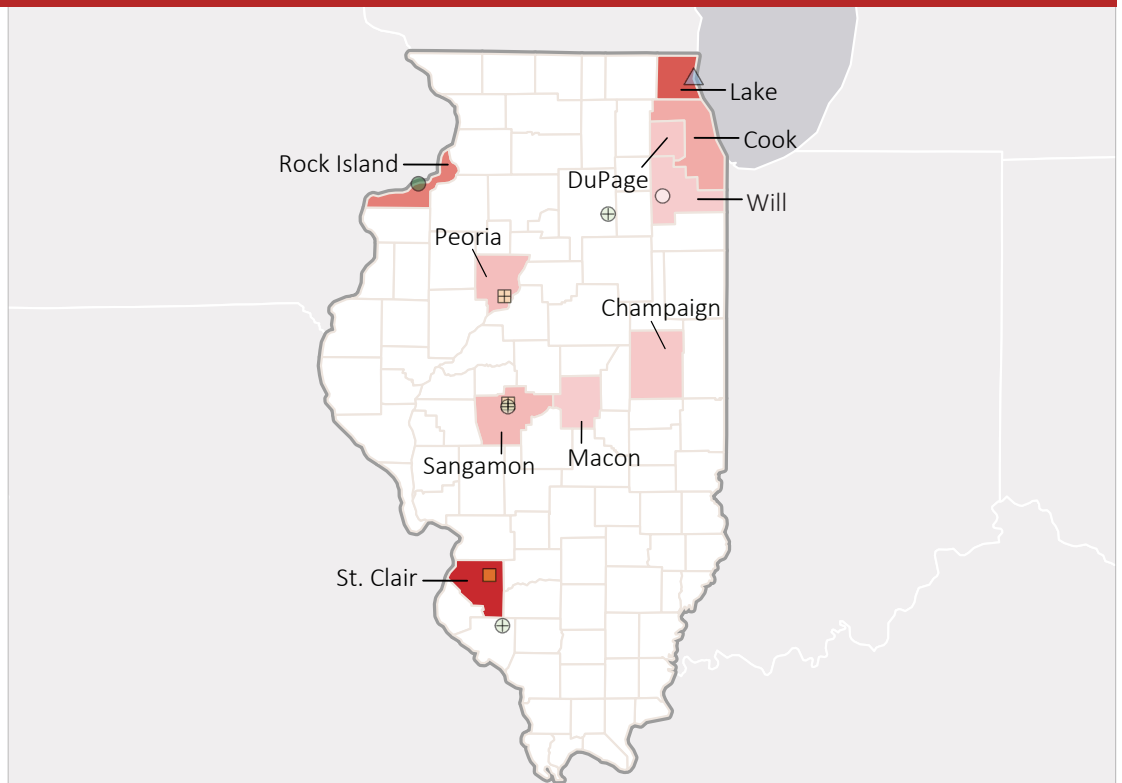 Lake
Cook
Rock Island
DuPage
Will
Peoria
Champaign
Sangamon
Macon
St. Clair